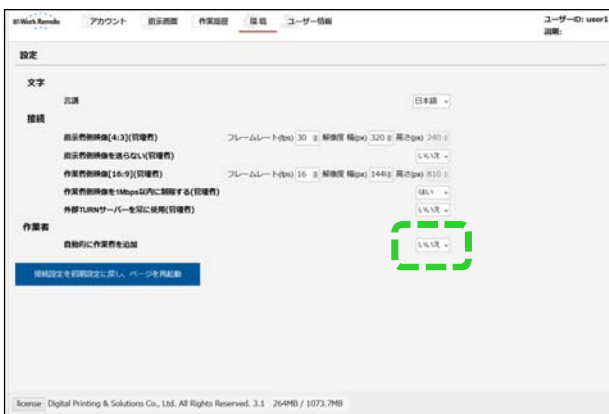 BI Work Remote アカウント 指示画面 作業履歴 環境 ユーザー情報 ユーザーID: user1
説明:
設定
文字
言語 日本語
接続
指示者側映像[4:3](管理者) フレームレート(fps) 30 解像度 幅(px) 320 高さ(px) 240
指示者側映像を送らない(管理者) いいえ
作業者側映像[16:9](管理者) フレームレート(fps) 16 解像度 幅(px) 1440 高さ(px) 810
作業者側映像を1Mbps以内に制限する(管理者) はい
外部TURNサーバーを常に使用(管理者) いいえ
作業者
自動的に作業者を追加 いいえ
接続設定を初期設定に戻し、ページを再起動
license Digital Printing & Solutions Co., Ltd. All Rights Reserved. 3.1 264MB / 1073.7MB